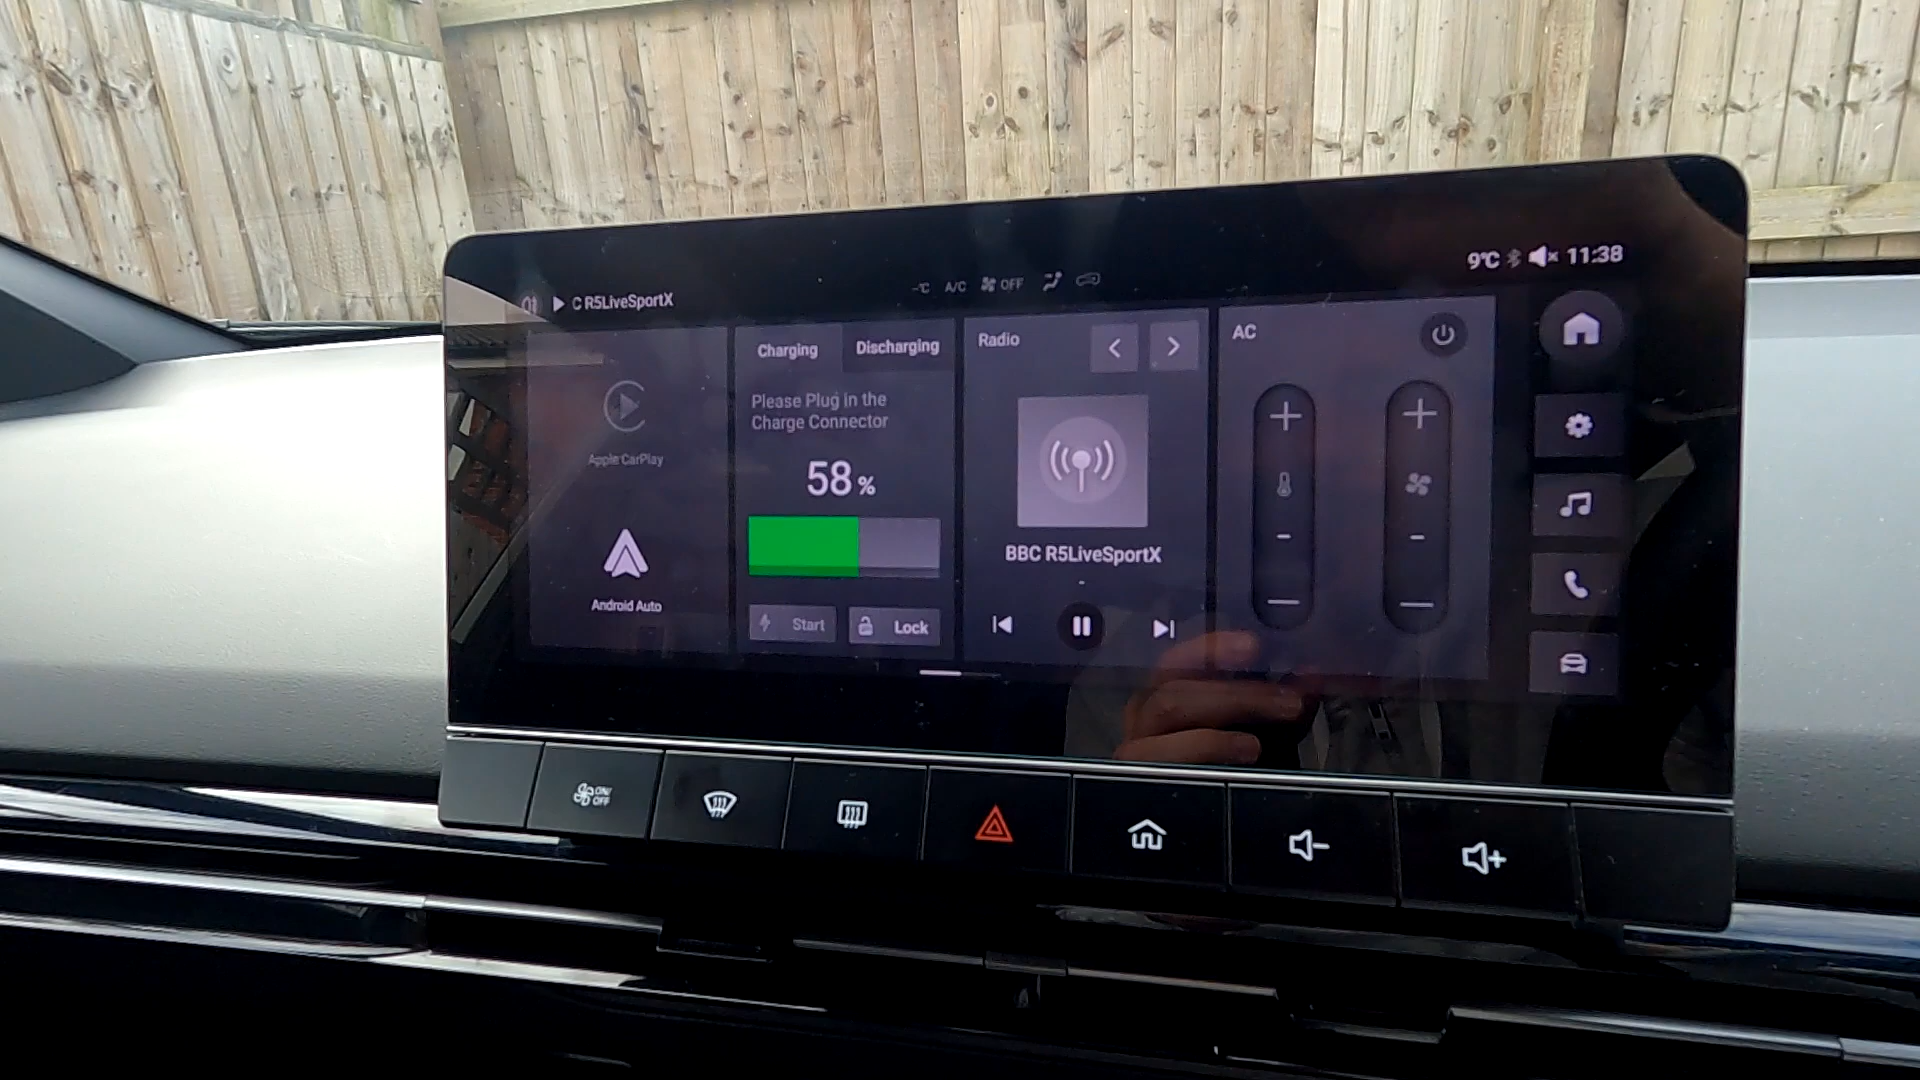 9℃ 11:38
C R5LiveSportX
-℃ A/C OFF
Apple CarPlay
Android Auto
Charging Discharging
Please Plug in the
Charge Connector
58 %
Start Lock
Radio
BBC R5LiveSportX
-
AC
ON/
OFF